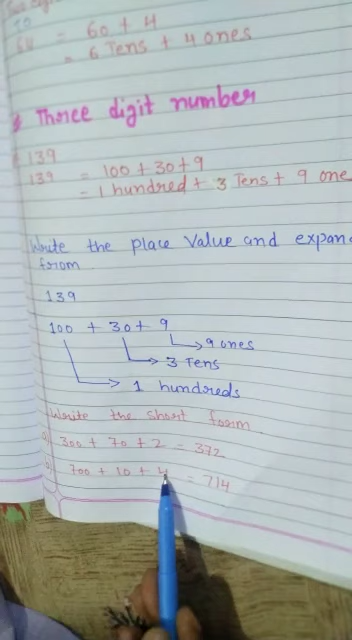 64 = 60 + 4
= 6 Tens + 4 ones
Three digit number
139
139 = 100 + 30 + 9
= 1 hundred + 3 Tens + 9 one
Write the place value and expan
from
139
100 + 30 + 9
9 ones
3 Tens
1 hundreds
Write the short form
a) 300 + 70 + 2 = 372
b) 700 + 10 + 4 = 714